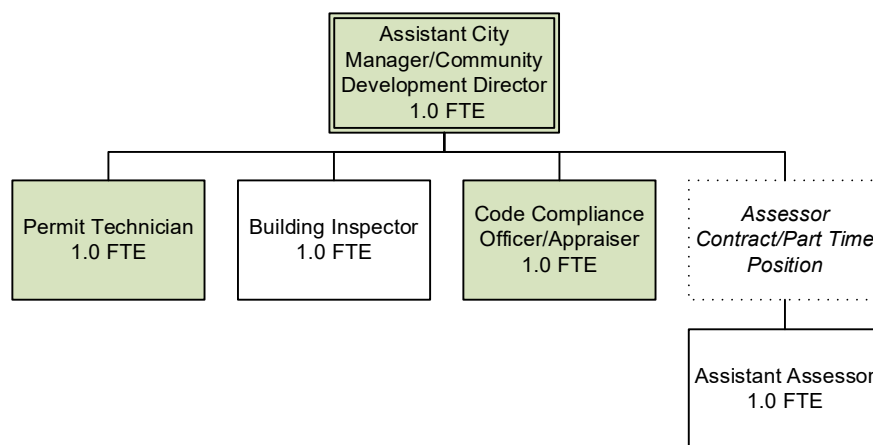 Assistant City
Manager/Community
Development Director
1.0 FTE
Permit Technician
1.0 FTE
Building Inspector
1.0 FTE
Code Compliance
Officer/Appraiser
1.0 FTE
Assessor
Contract/Part Time
Position
Assistant Assessor
1.0 FTE